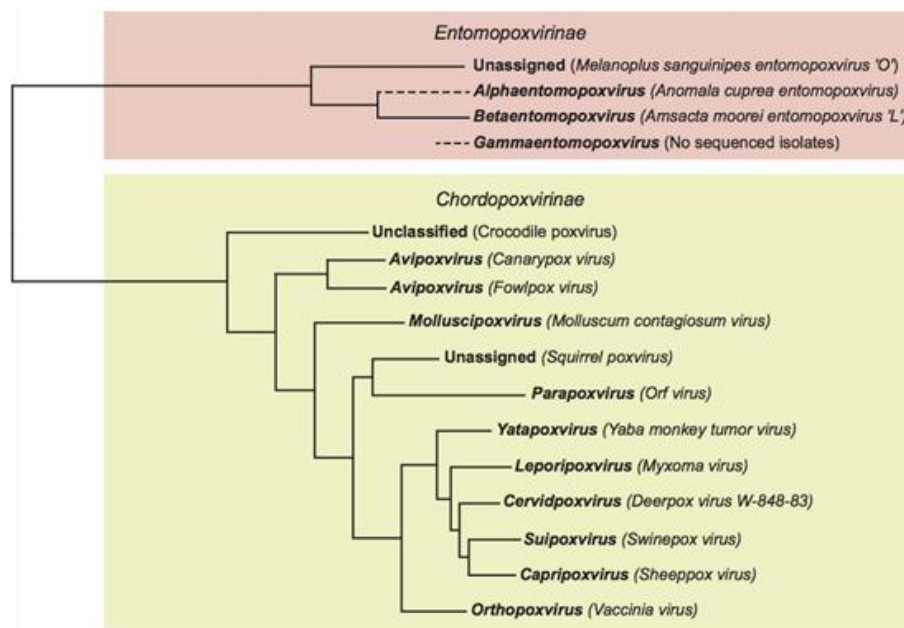 Entomopoxvirinae
Unassigned (Melanoplus sanguinipes entomopoxvirus 'O')
Alphaentomopoxvirus (Anomala cuprea entomopoxvirus)
Betaentomopoxvirus (Amsacta moorei entomopoxvirus 'L')
Gammaentomopoxvirus (No sequenced isolates)
Chordopoxvirinae
Unclassified (Crocodile poxvirus)
Avipoxvirus (Canarypox virus)
Avipoxvirus (Fowlpox virus)
Molluscipoxvirus (Molluscum contagiosum virus)
Unassigned (Squirrel poxvirus)
Parapoxvirus (Orf virus)
Yatapoxvirus (Yaba monkey tumor virus)
Leporipoxvirus (Myxoma virus)
Cervidpoxvirus (Deerpox virus W-848-83)
Suipoxvirus (Swinepox virus)
Capripoxvirus (Sheeppox virus)
Orthopoxvirus (Vaccinia virus)